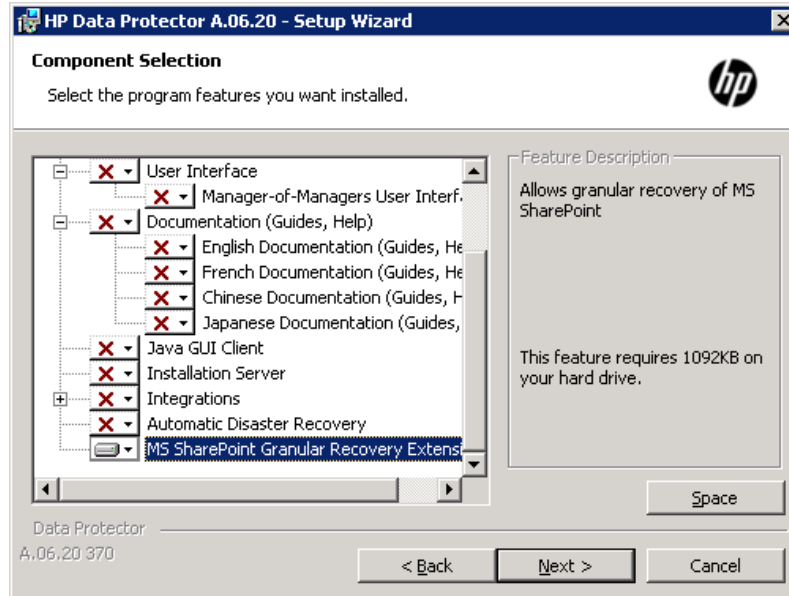 HP Data Protector A.06.20 - Setup Wizard
Component Selection
Select the program features you want installed.
hp
User Interface
Manager-of-Managers User Interf
Documentation (Guides, Help)
English Documentation (Guides, He
French Documentation (Guides, He
Chinese Documentation (Guides, H
Japanese Documentation (Guides,
Java GUI Client
Installation Server
Integrations
Automatic Disaster Recovery
MS SharePoint Granular Recovery Extensi
Feature Description
Allows granular recovery of MS
SharePoint
This feature requires 1092KB on
your hard drive.
Space
Data Protector
A.06.20 370
< Back
Next >
Cancel